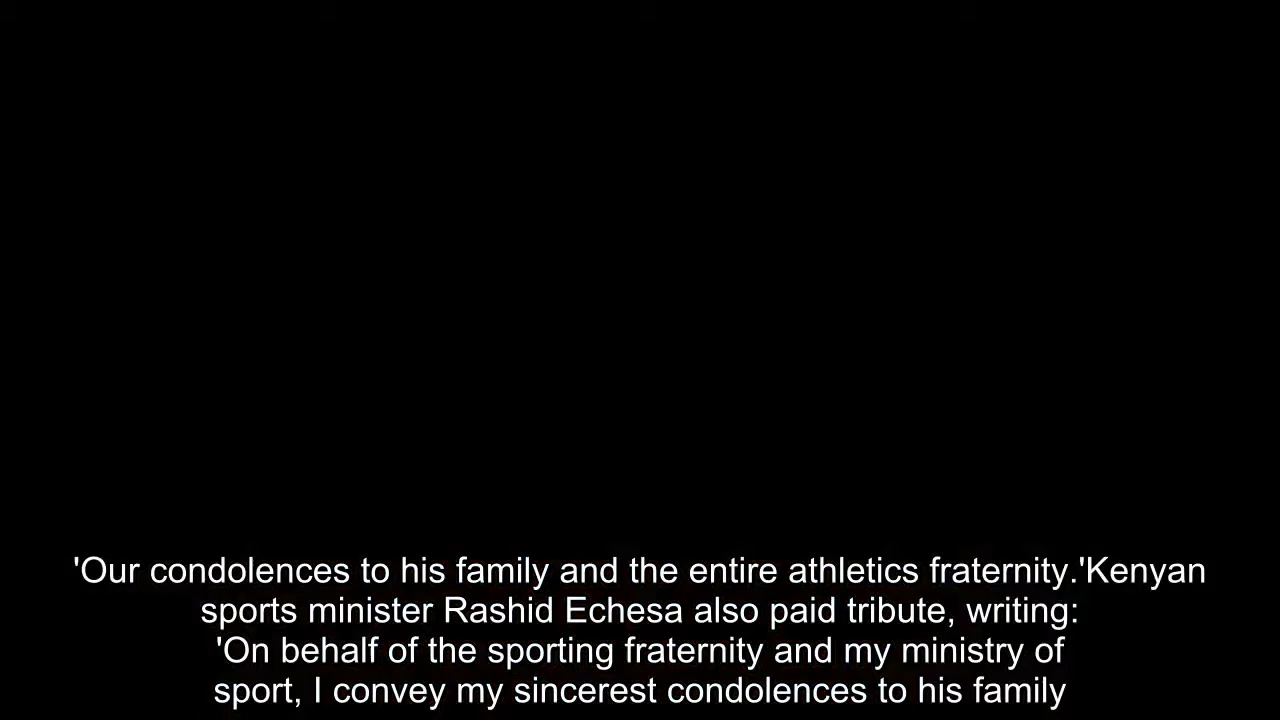 'Our condolences to his family and the entire athletics fraternity.'Kenyan
sports minister Rashid Echesa also paid tribute, writing:
'On behalf of the sporting fraternity and my ministry of
sport, I convey my sincerest condolences to his family